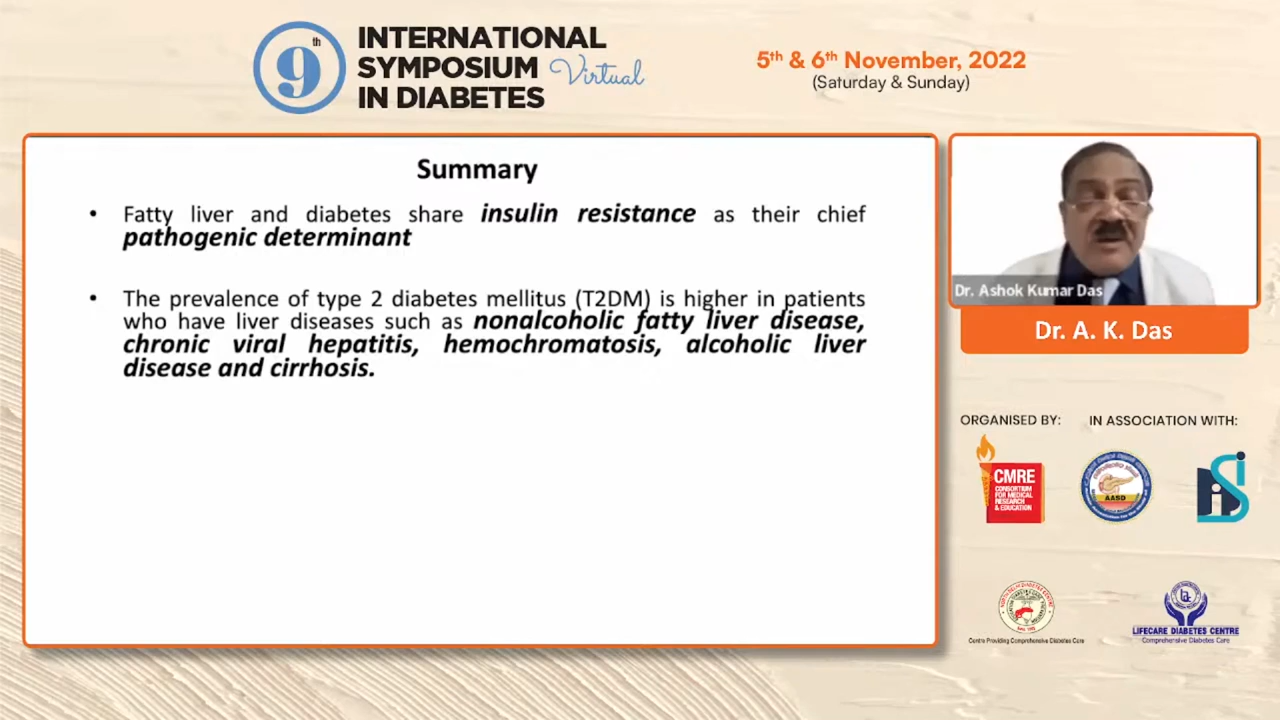 9th
INTERNATIONAL
SYMPOSIUM Virtual
IN DIABETES
5th & 6th November, 2022
(Saturday & Sunday)
Summary
• Fatty liver and diabetes share insulin resistance as their chief
pathogenic determinant
• The prevalence of type 2 diabetes mellitus (T2DM) is higher in patients
who have liver diseases such as nonalcoholic fatty liver disease,
chronic viral hepatitis, hemochromatosis, alcoholic liver
disease and cirrhosis.
Dr. Ashok Kumar Das
Dr. A. K. Das
ORGANISED BY:
IN ASSOCIATION WITH:
CMRE
CONSORTIUM
FOR MEDICAL
RESEARCH
& EDUCATION
AASD
Centre Providing Comprehensive Diabetes Care
LIFECARE DIABETES CENTRE
Comprehensive Diabetes Care